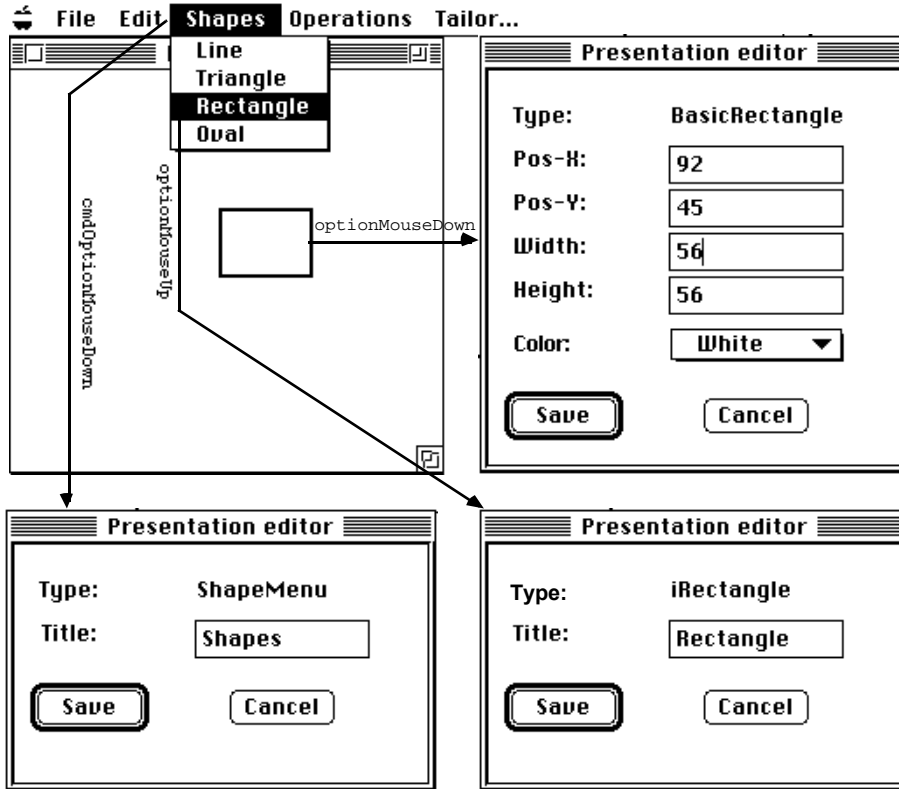 File Edit Shapes Operations Tailor...
Line
Triangle
Rectangle
Oval
cmdOptionMouseDown
optionMouseUp
optionMouseDown
Presentation editor
Type: BasicRectangle
Pos-X: 92
Pos-Y: 45
Width: 56
Height: 56
Color: White
Save Cancel
Presentation editor
Type: ShapeMenu
Title: Shapes
Save Cancel
Presentation editor
Type: iRectangle
Title: Rectangle
Save Cancel